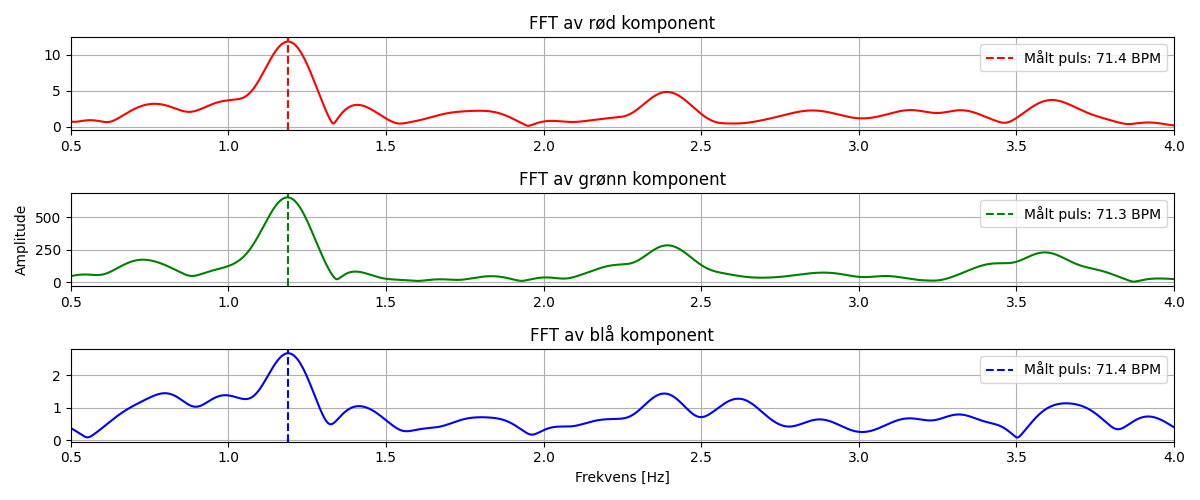 FFT av rød komponent
10
5
0
Målt puls: 71.4 BPM
0.5 1.0 1.5 2.0 2.5 3.0 3.5 4.0
FFT av grønn komponent
Amplitude
500
250
0
Målt puls: 71.3 BPM
0.5 1.0 1.5 2.0 2.5 3.0 3.5 4.0
FFT av blå komponent
2
1
0
Målt puls: 71.4 BPM
0.5 1.0 1.5 2.0 2.5 3.0 3.5 4.0
Frekvens [Hz]